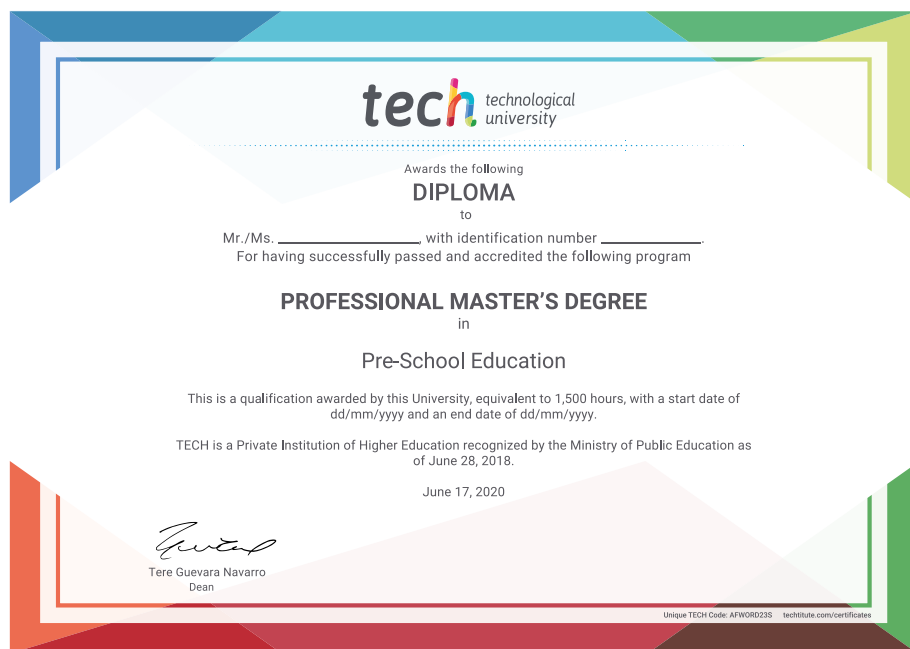 tech technological
university
Awards the following
DIPLOMA
to
Mr./Ms. ____________________, with identification number ______________.
For having successfully passed and accredited the following program
PROFESSIONAL MASTER'S DEGREE
in
Pre-School Education
This is a qualification awarded by this University, equivalent to 1,500 hours, with a start date of
dd/mm/yyyy and an end date of dd/mm/yyyy.
TECH is a Private Institution of Higher Education recognized by the Ministry of Public Education as
of June 28, 2018.
June 17, 2020
Tere Guevara Navarro
Dean
Unique TECH Code: AFWORD23S techtitute.com/certificates